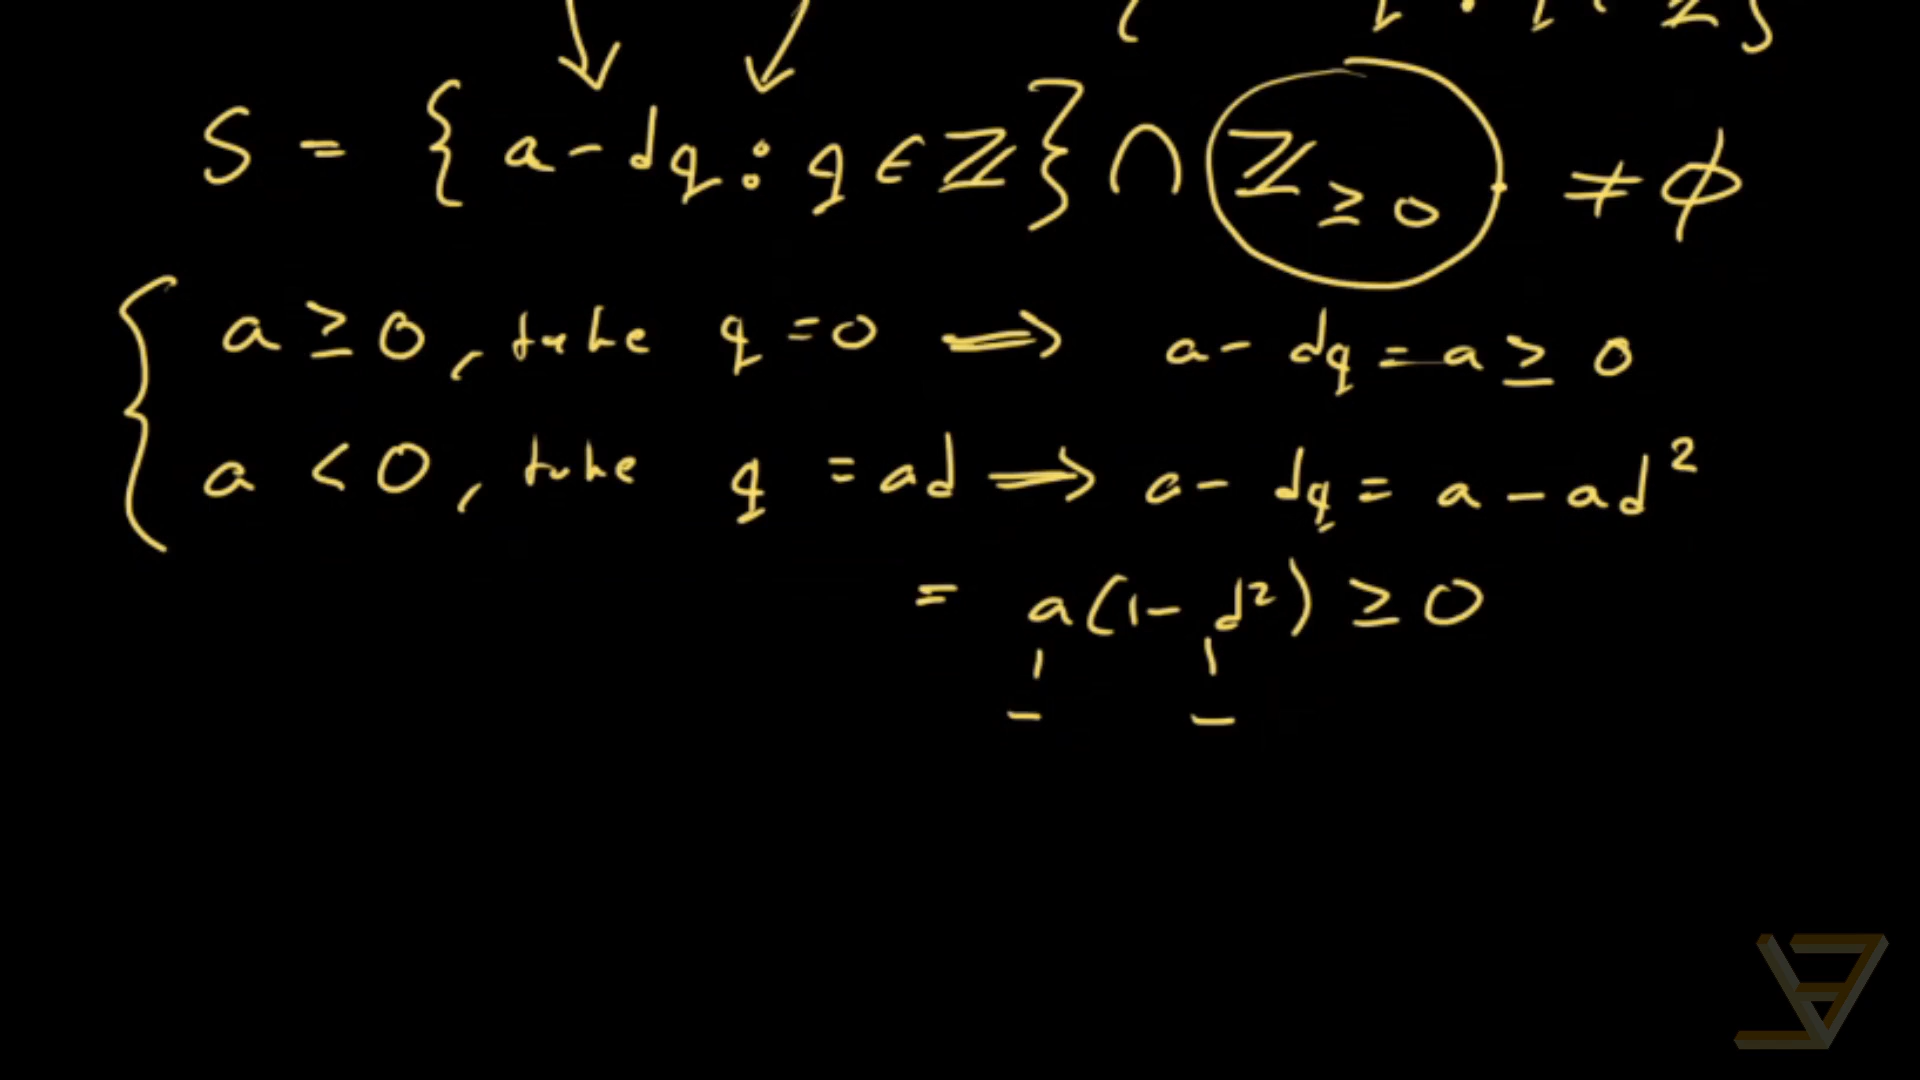 S = { a - dq : q ∈ ℤ } ∩ ℤ≥0 ≠ ϕ
a ≥ 0, take q = 0 ⟹ a - dq = a ≥ 0
a < 0, take q = ad ⟹ a - dq = a - ad²
= a(1 - d²) ≥ 0
- -